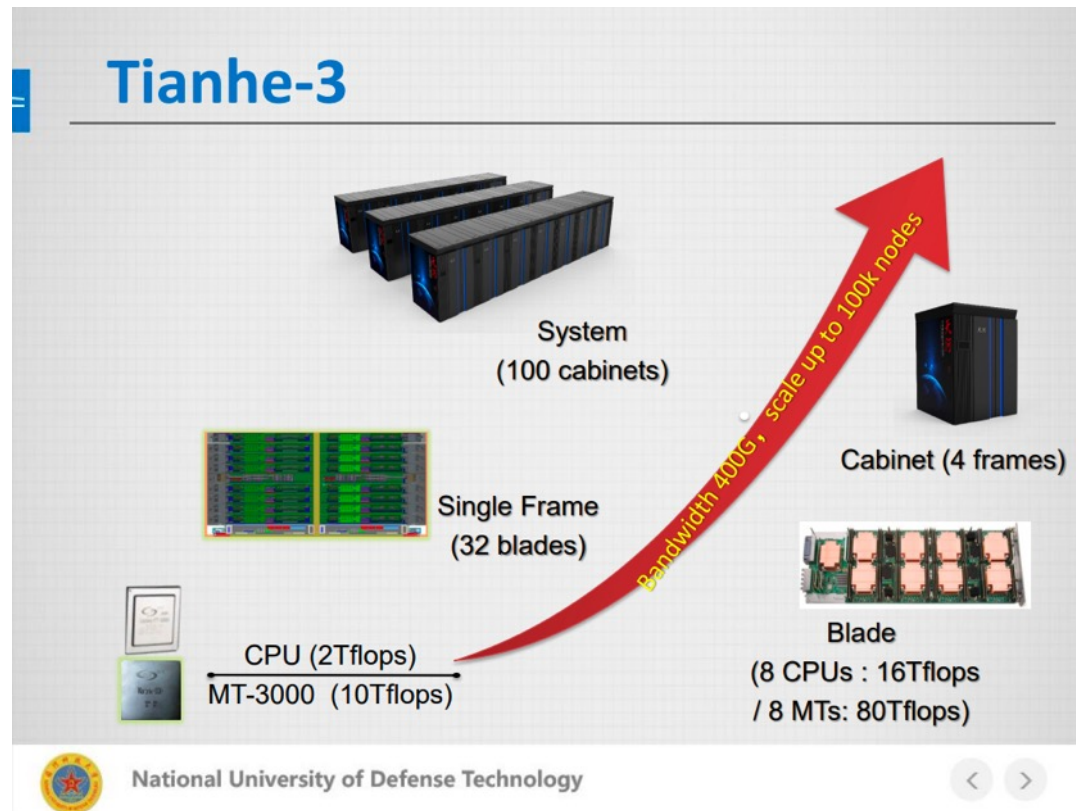 Tianhe-3
System
(100 cabinets)
Bandwidth 400G，scale up to 100k nodes
Cabinet (4 frames)
Single Frame
(32 blades)
CPU (2Tflops)
MT-3000 (10Tflops)
Blade
(8 CPUs : 16Tflops
/ 8 MTs: 80Tflops)
National University of Defense Technology